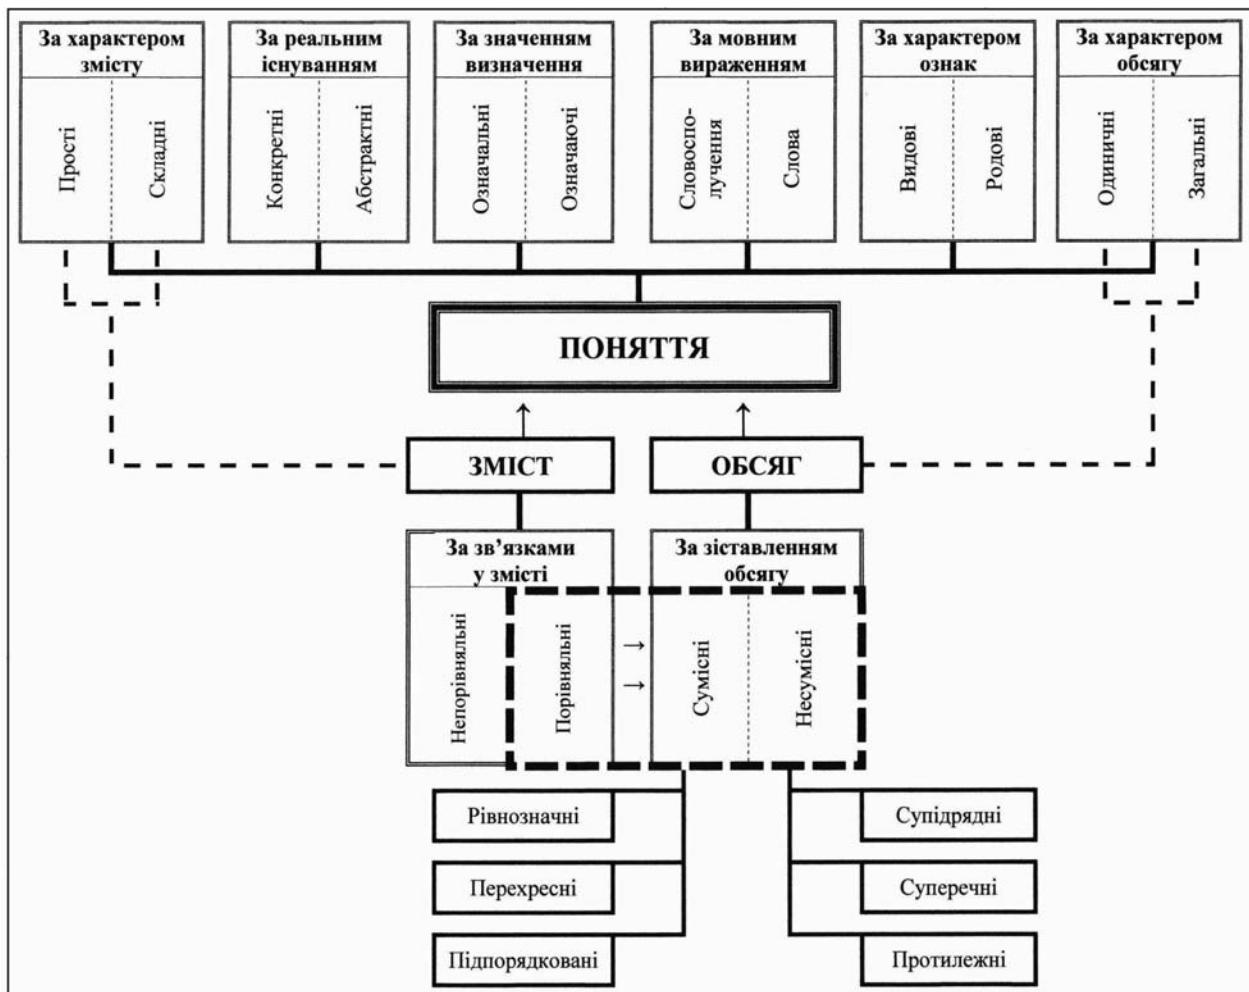 За характером
змісту
Прості
Складні
За реальним
існуванням
Конкретні
Абстрактні
За значенням
визначення
Означальні
Означаючі
За мовним
вираженням
Словоспо-
лучення
Слова
За характером
ознак
Видові
Родові
За характером
обсягу
Одиничні
Загальні
ПОНЯТТЯ
ЗМІСТ
ОБСЯГ
За зв’язками
у змісті
Непорівняльні
Порівняльні
За зіставленням
обсягу
Сумісні
Несумісні
Рівнозначні
Перехресні
Підпорядковані
Супідрядні
Суперечні
Протилежні